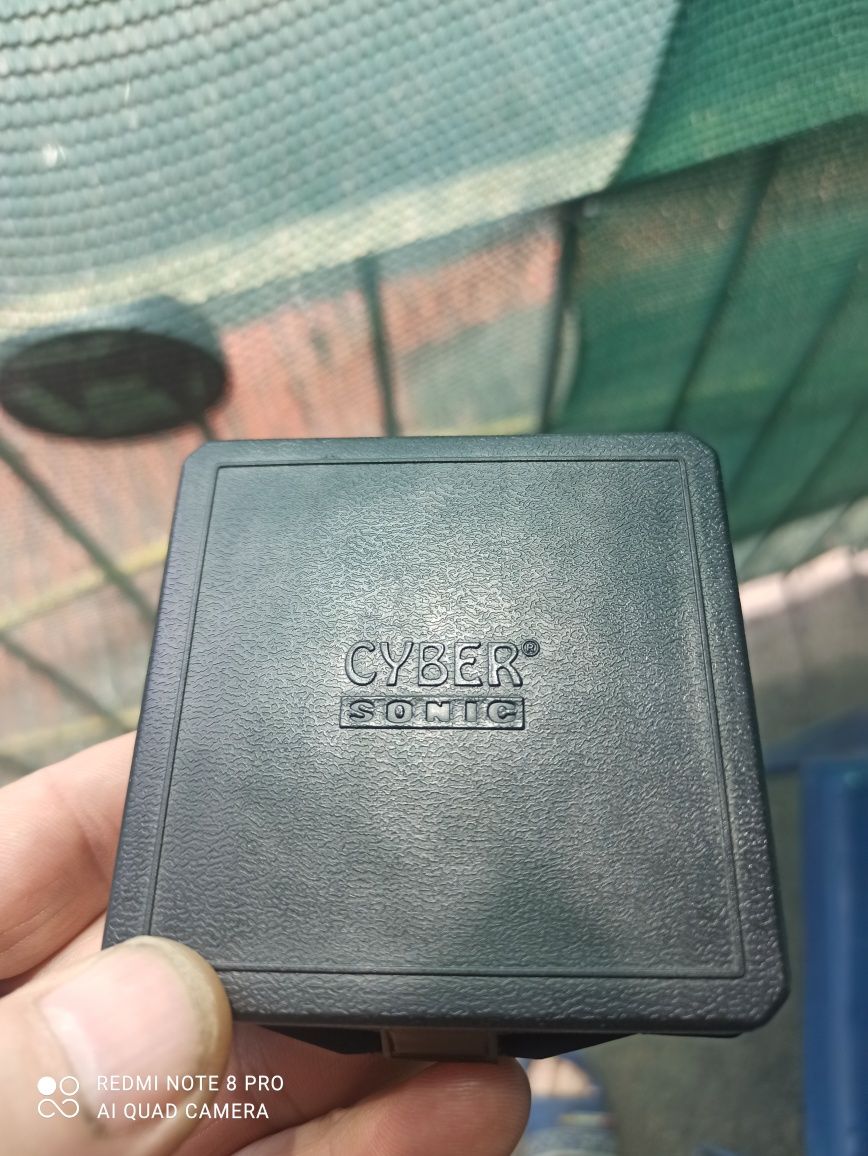 CYBER®
SONIC
REDMI NOTE 8 PRO
AI QUAD CAMERA